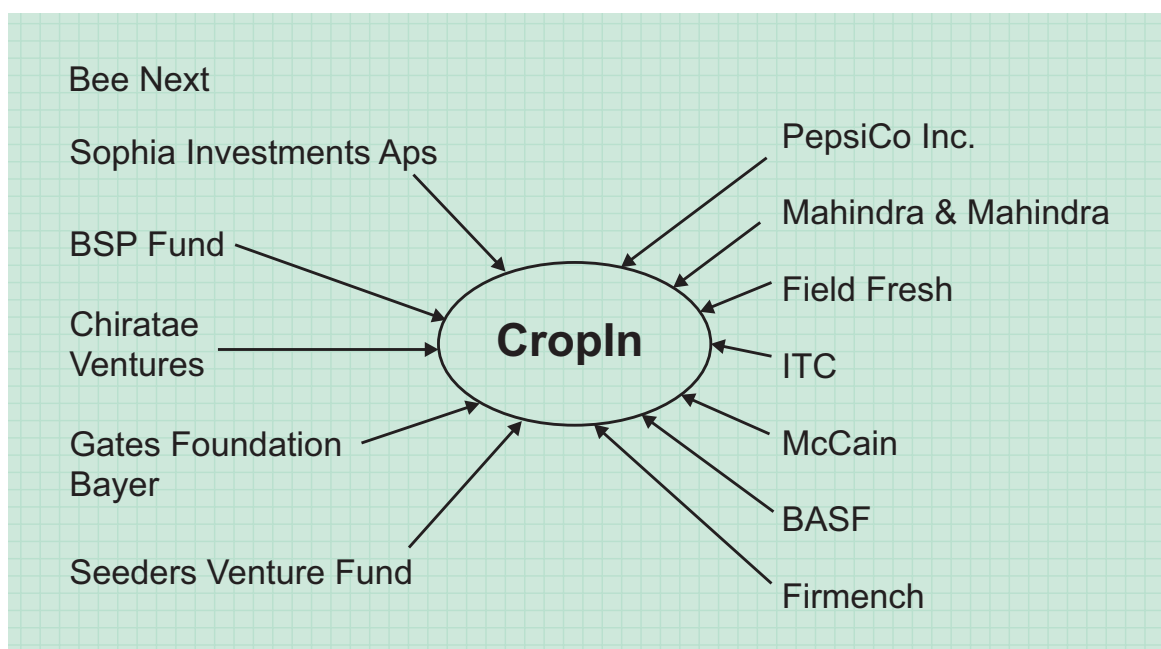 Bee Next
Sophia Investments Aps
BSP Fund
Chiratae
Ventures
Gates Foundation
Bayer
Seeders Venture Fund
CropIn
PepsiCo Inc.
Mahindra & Mahindra
Field Fresh
ITC
McCain
BASF
Firmench